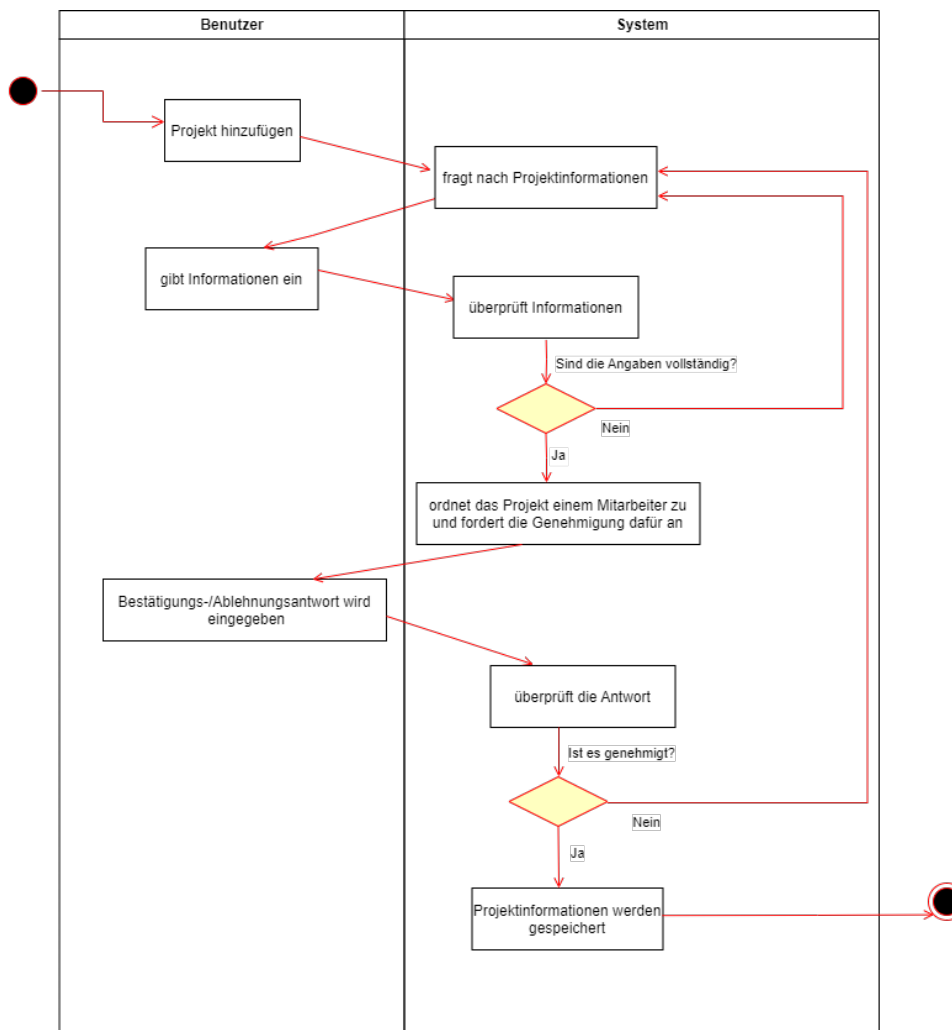 Benutzer
System
Projekt hinzufügen
fragt nach Projektinformationen
gibt Informationen ein
überprüft Informationen
Sind die Angaben vollständig?
Nein
Ja
ordnet das Projekt einem Mitarbeiter zu
und fordert die Genehmigung dafür an
Bestätigungs-/Ablehnungsantwort wird
eingegeben
überprüft die Antwort
Ist es genehmigt?
Nein
Ja
Projektinformationen werden
gespeichert